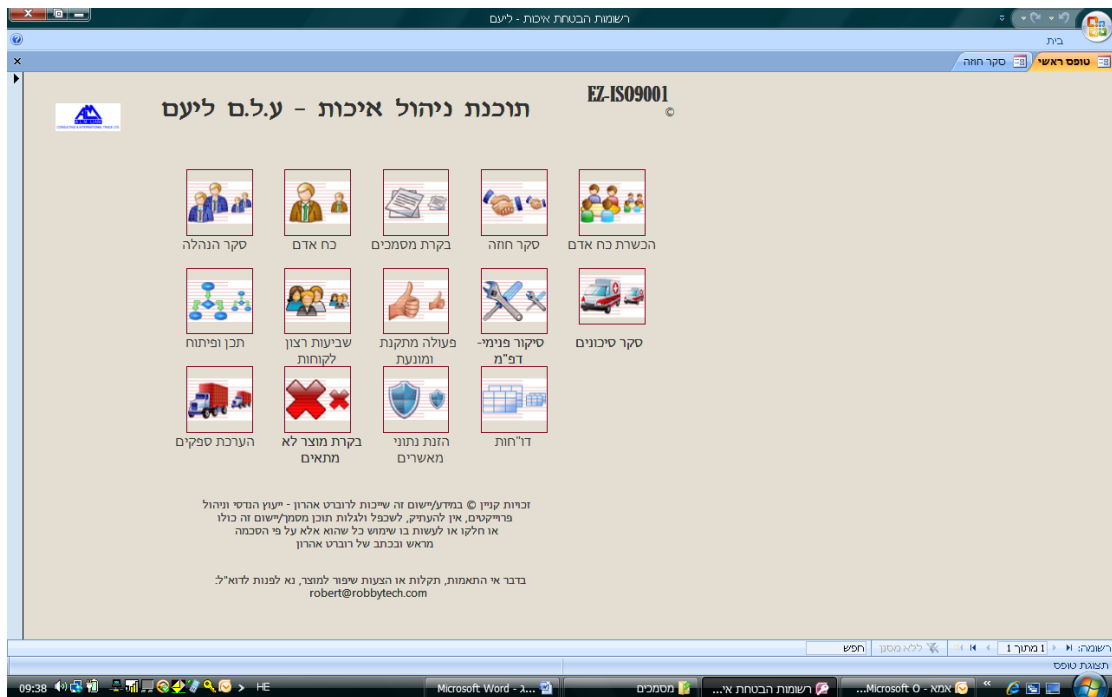 רשומות הבטחת איכות - ליעם
בית
טופס ראשי
סקר חוזה
EZ-ISO9001
©
תוכנת ניהול איכות - ע.ל.ם ליעם
הכשרת כח אדם
סקר חוזה
בקרת מסמכים
כח אדם
סקר הנהלה
סקר סיכונים
סיקור פנימי-
דפ"מ
פעולה מתקנת
ומונעת
שביעות רצון
לקוחות
תכן ופיתוח
דו"חות
הזנת נתוני
מאשרים
בקרת מוצר לא
מתאים
הערכת ספקים
זכויות קניין © במידע/יישום זה שייכות לרוברט אהרון - ייעוץ הנדסי וניהול
פרוייקטים, אין להעתיק, לשכפל ולגלות תוכן מסמך/יישום זה כולו
או חלקו או לעשות בו שימוש כל שהוא אלא על פי הסכמה
מראש ובכתב של רוברט אהרון
בדבר אי התאמות, תקלות או הצעות שיפור למוצר, נא לפנות לדוא"ל:
robert@robbytech.com
רשומה: 1 מתוך 1 ללא מסנן חפש
תצוגת טופס
אמא - Microsoft O...
רשומות הבטחת אי...
מסמכים
Microsoft Word - ג...
HE
09:38